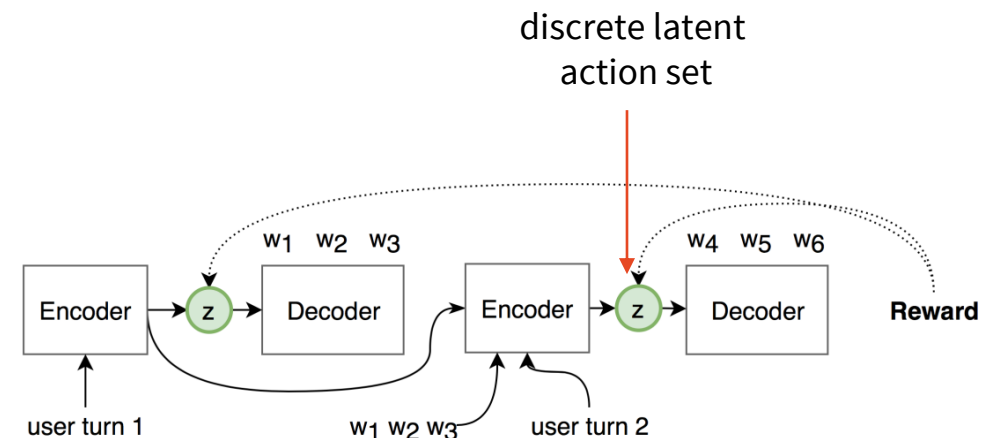 discrete latent
action set
w1 w2 w3
w4 w5 w6
Encoder
z
Decoder
Encoder
z
Decoder
Reward
user turn 1
w1 w2 w3
user turn 2